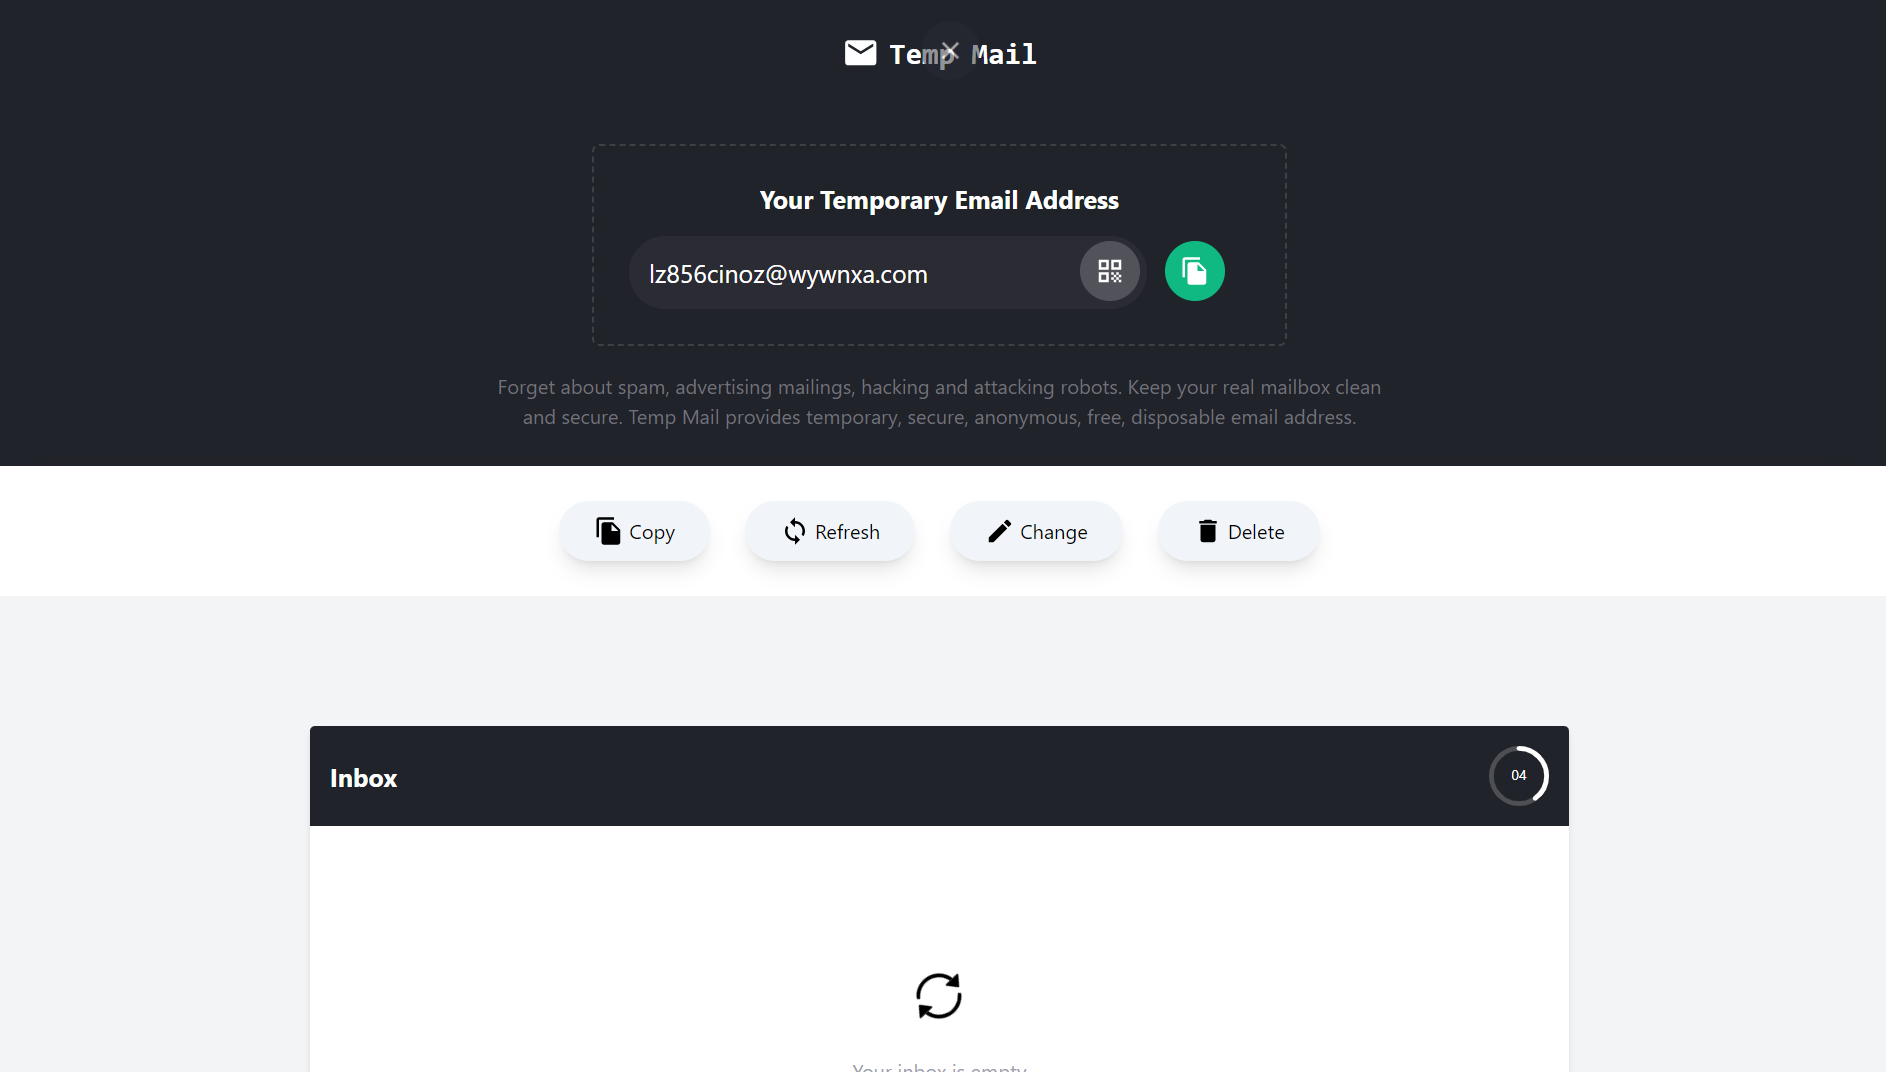 Temp Mail
Your Temporary Email Address
lz856cinoz@wywnxa.com
Forget about spam, advertising mailings, hacking and attacking robots. Keep your real mailbox clean
and secure. Temp Mail provides temporary, secure, anonymous, free, disposable email address.
Copy
Refresh
Change
Delete
Inbox
04
Your inbox is empty